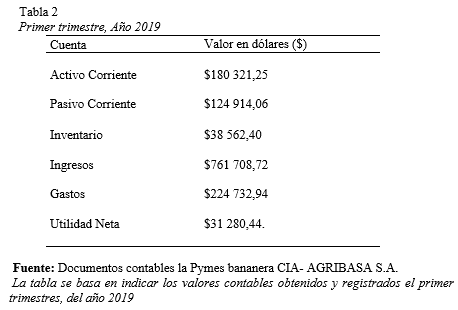 Tabla 2
Primer trimestre, Año 2019
Cuenta Valor en dólares ($)
Activo Corriente $180 321,25
Pasivo Corriente $124 914,06
Inventario $38 562,40
Ingresos $761 708,72
Gastos $224 732,94
Utilidad Neta $31 280,44.
Fuente: Documentos contables la Pymes bananera CIA- AGRIBASA S.A.
La tabla se basa en indicar los valores contables obtenidos y registrados el primer
trimestres, del año 2019